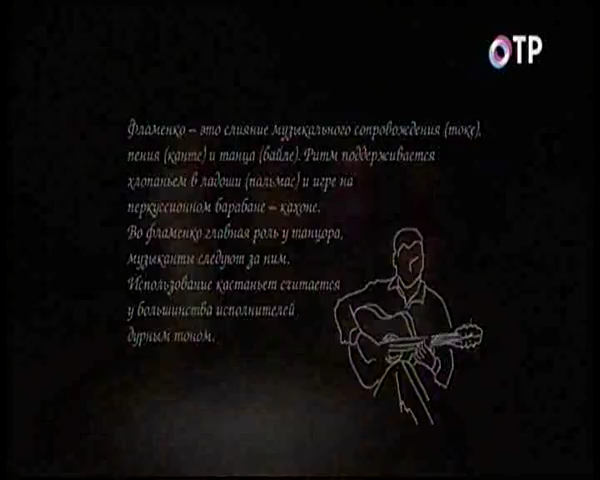 ОТР
Фламенко – это слияние музыкального сопровождения (токе),
пения (канте) и танца (байле). Ритм поддерживается
хлопаньем в ладоши (пальмас) и игре на
перкуссионном барабане – кахоне.
Во фламенко главная роль у танцора,
музыканты следуют за ним.
Использование кастаньет считается
у большинства исполнителей
дурным тоном.